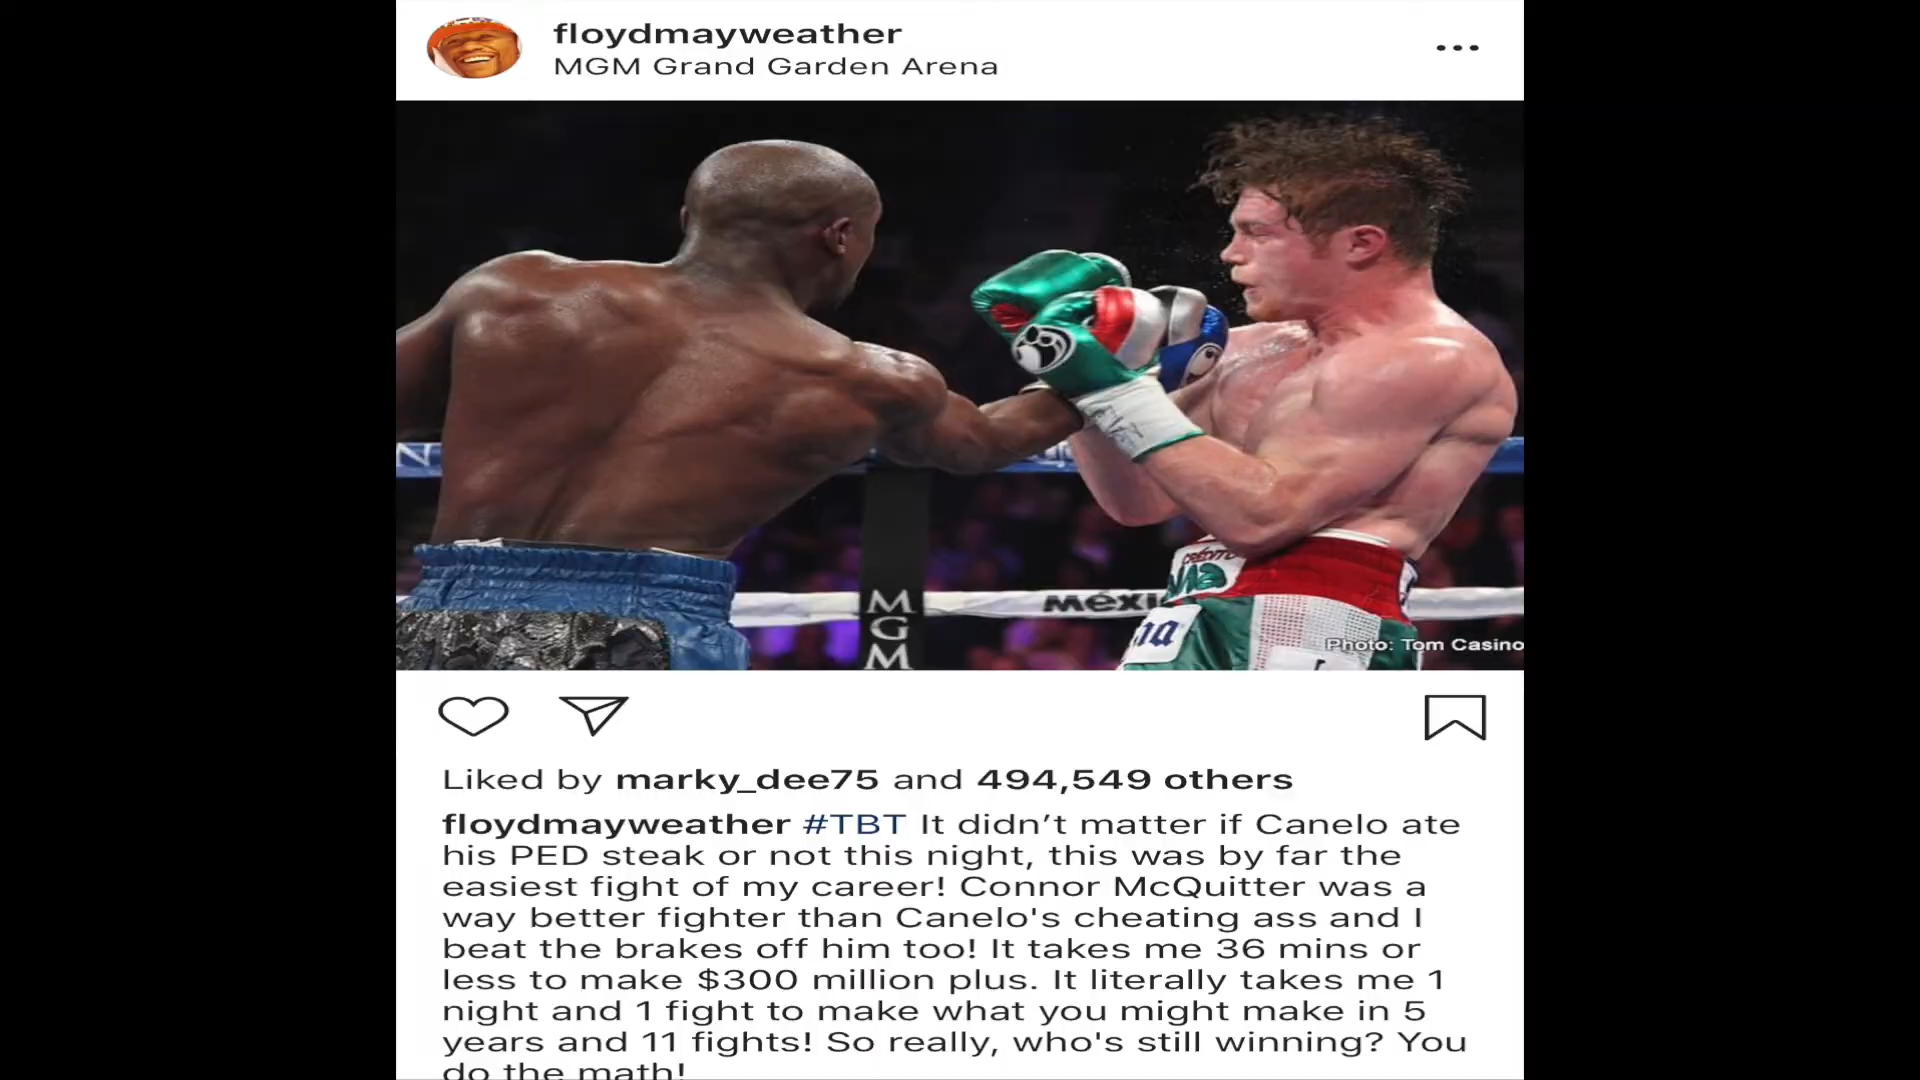 floydmayweather
MGM Grand Garden Arena
N
MéXI
MGM
CRÉDITO
na
Photo: Tom Casino
Liked by marky_dee75 and 494,549 others
floydmayweather #TBT It didn’t matter if Canelo ate
his PED steak or not this night, this was by far the
easiest fight of my career! Connor McQuitter was a
way better fighter than Canelo's cheating ass and I
beat the brakes off him too! It takes me 36 mins or
less to make $300 million plus. It literally takes me 1
night and 1 fight to make what you might make in 5
years and 11 fights! So really, who's still winning? You
do the math!